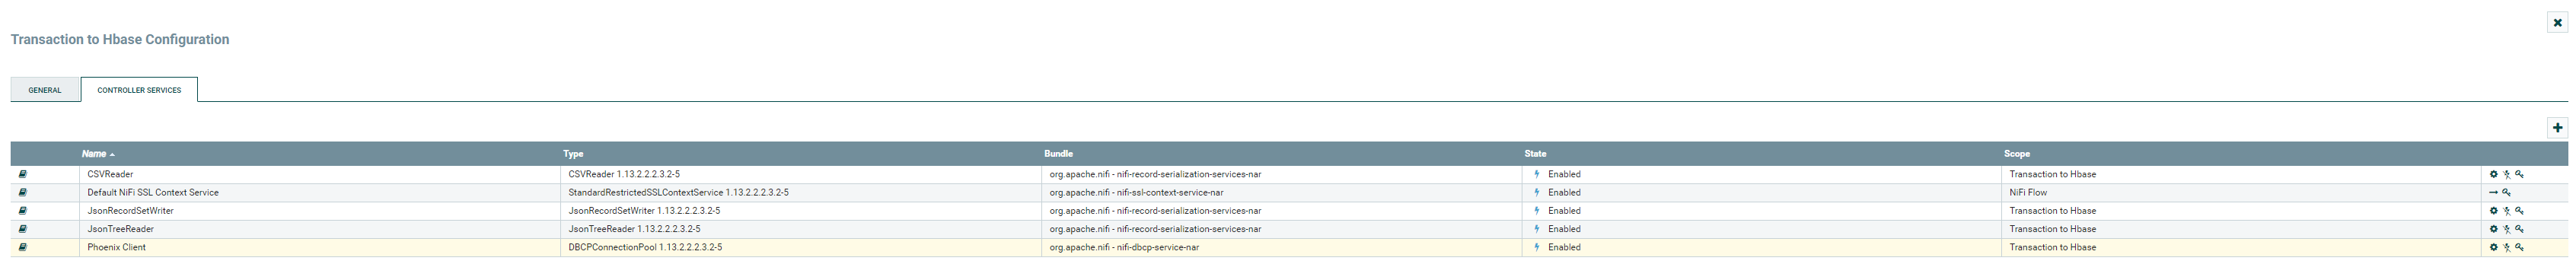 Transaction to Hbase Configuration
GENERAL
CONTROLLER SERVICES
Name Type Bundle State Scope
CSVReader CSVReader 1.13.2.2.2.3.2-5 org.apache.nifi - nifi-record-serialization-services-nar Enabled Transaction to Hbase
Default NiFi SSL Context Service StandardRestrictedSSLContextService 1.13.2.2.2.3.2-5 org.apache.nifi - nifi-ssl-context-service-nar Enabled NiFi Flow
JsonRecordSetWriter JsonRecordSetWriter 1.13.2.2.2.3.2-5 org.apache.nifi - nifi-record-serialization-services-nar Enabled Transaction to Hbase
JsonTreeReader JsonTreeReader 1.13.2.2.2.3.2-5 org.apache.nifi - nifi-record-serialization-services-nar Enabled Transaction to Hbase
Phoenix Client DBCPConnectionPool 1.13.2.2.2.3.2-5 org.apache.nifi - nifi-dbcp-service-nar Enabled Transaction to Hbase